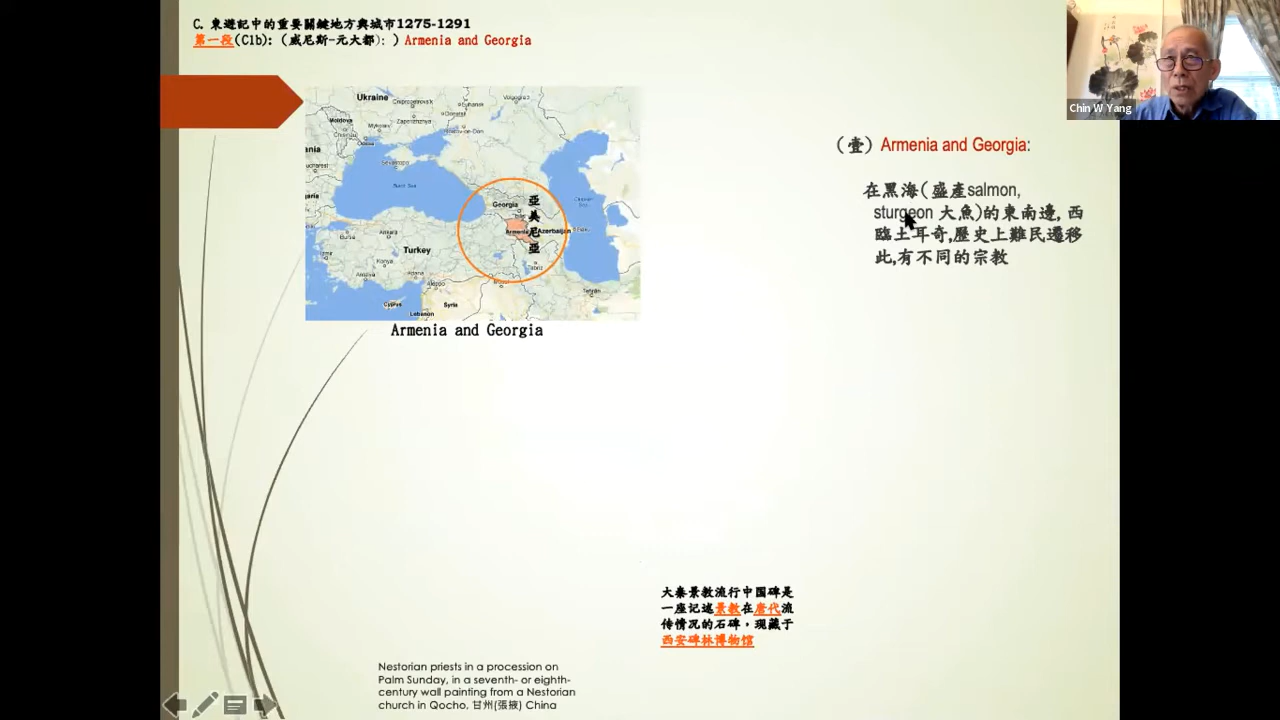 C. 東遊記中的重要關鍵地方與城市1275-1291
第一段(C1b): (威尼斯-元大都): ) Armenia and Georgia
Chin W Yang
Ukraine
Moldova
Georgia
亞美尼亞
Armenia
Azerbaijan
Turkey
Syria
Cyprus
Lebanon
Armenia and Georgia
(壹) Armenia and Georgia:
在黑海(盛產salmon,
sturgeon 大魚)的東南邊, 西
臨土耳奇,歷史上難民遷移
此,有不同的宗教
大秦景教流行中国碑是
一座记述景教在唐代流
传情况的石碑，现藏于
西安碑林博物馆
Nestorian priests in a procession on
Palm Sunday, in a seventh- or eighth-
century wall painting from a Nestorian
church in Qocho, 甘州(張掖) China